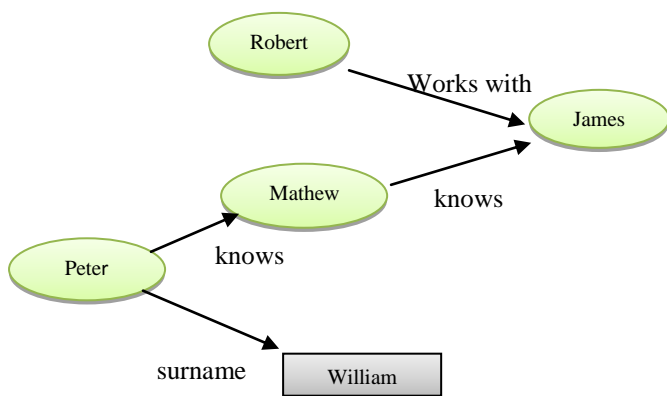 Robert
Works with
James
Mathew
knows
knows
Peter
surname
William